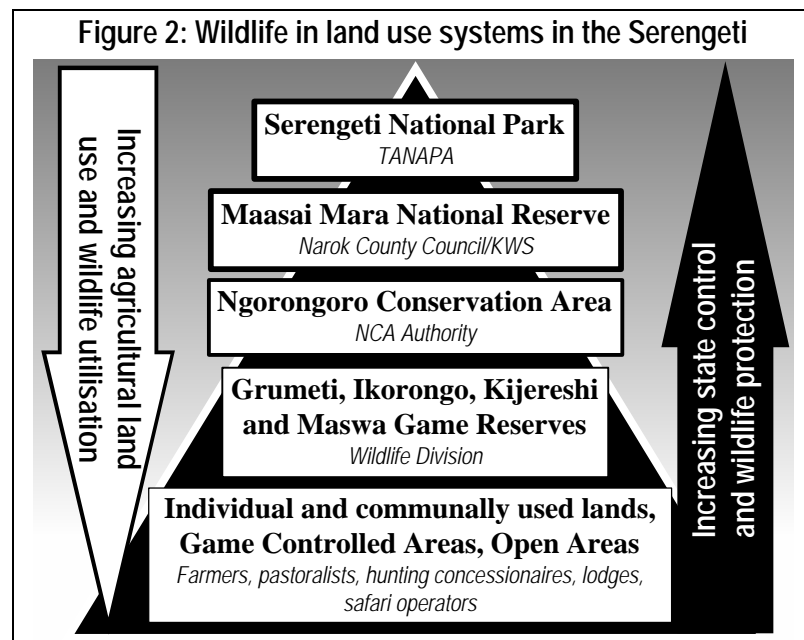 Figure 2: Wildlife in land use systems in the Serengeti
Increasing agricultural land
use and wildlife utilisation
Serengeti National Park
TANAPA
Maasai Mara National Reserve
Narok County Council/KWS
Ngorongoro Conservation Area
NCA Authority
Grumeti, Ikorongo, Kijereshi
and Maswa Game Reserves
Wildlife Division
Individual and communally used lands,
Game Controlled Areas, Open Areas
Farmers, pastoralists, hunting concessionaires, lodges,
safari operators
Increasing state control
and wildlife protection